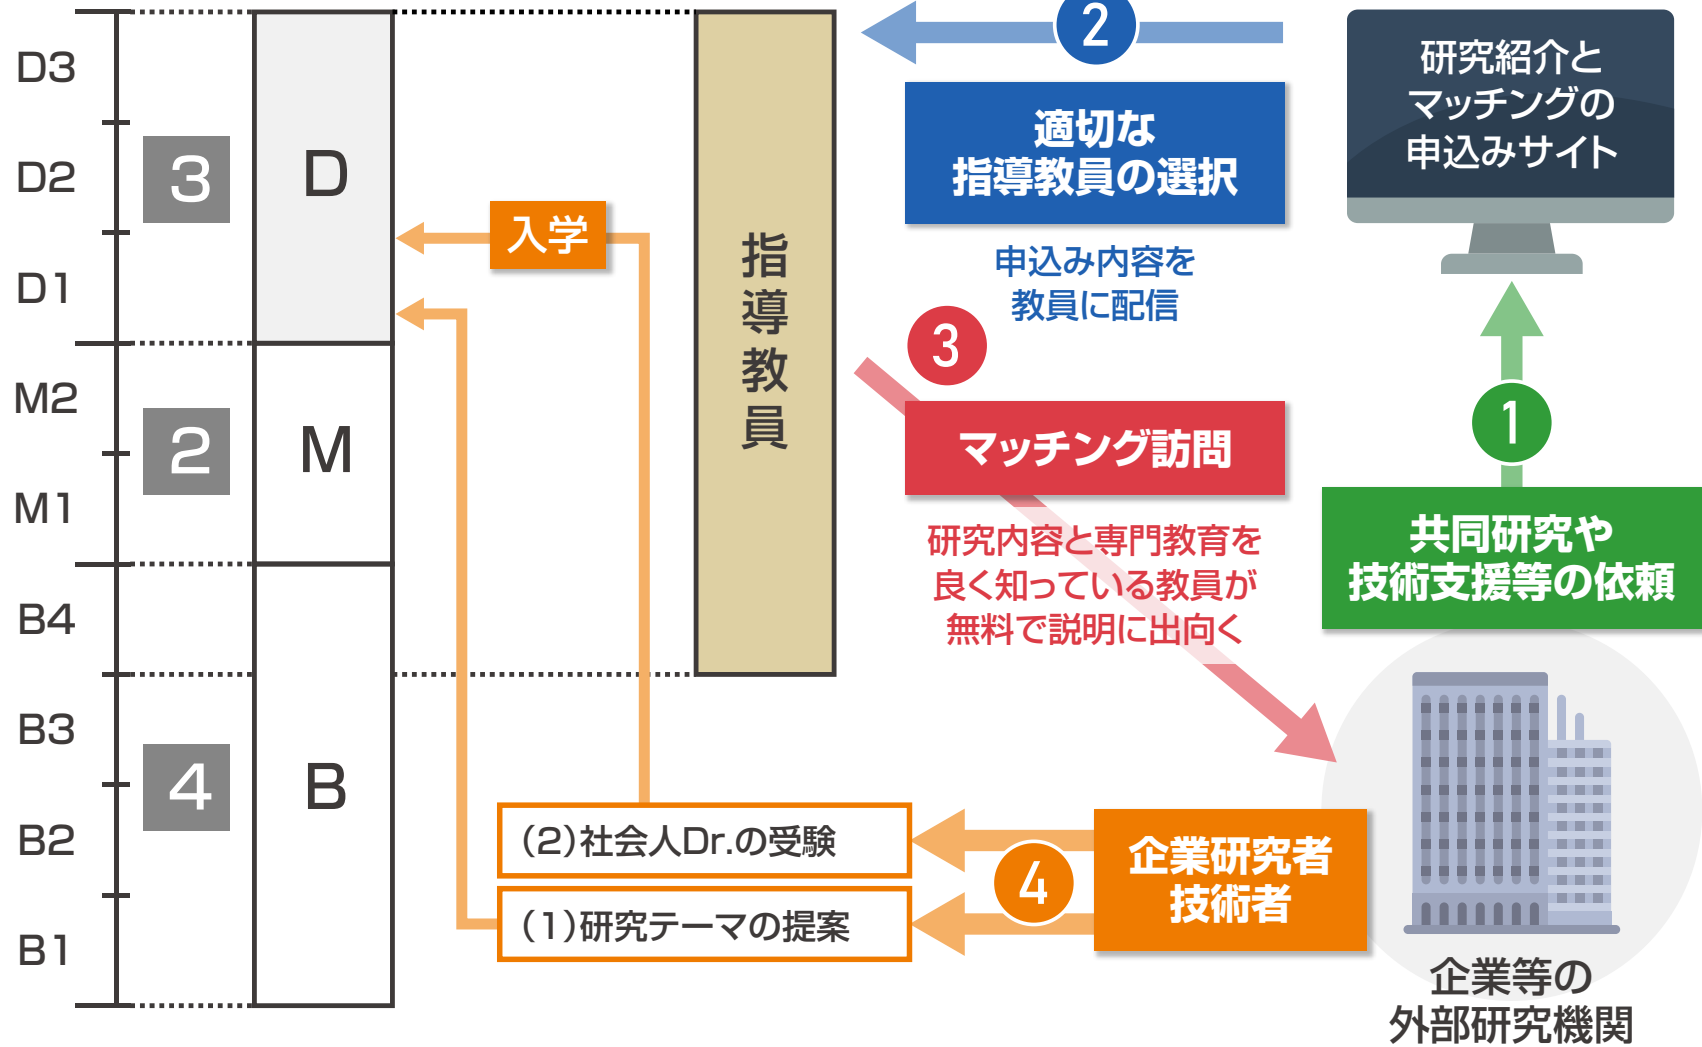 D3
D2
D1
M2
M1
B4
B3
B2
B1
3
2
4
D
M
B
入学
指導教員
2
適切な
指導教員の選択
申込み内容を
教員に配信
研究紹介と
マッチングの
申込みサイト
3
マッチング訪問
研究内容と専門教育を
良く知っている教員が
無料で説明に出向く
1
共同研究や
技術支援等の依頼
(2)社会人Dr.の受験
(1)研究テーマの提案
4
企業研究者
技術者
企業等の
外部研究機関